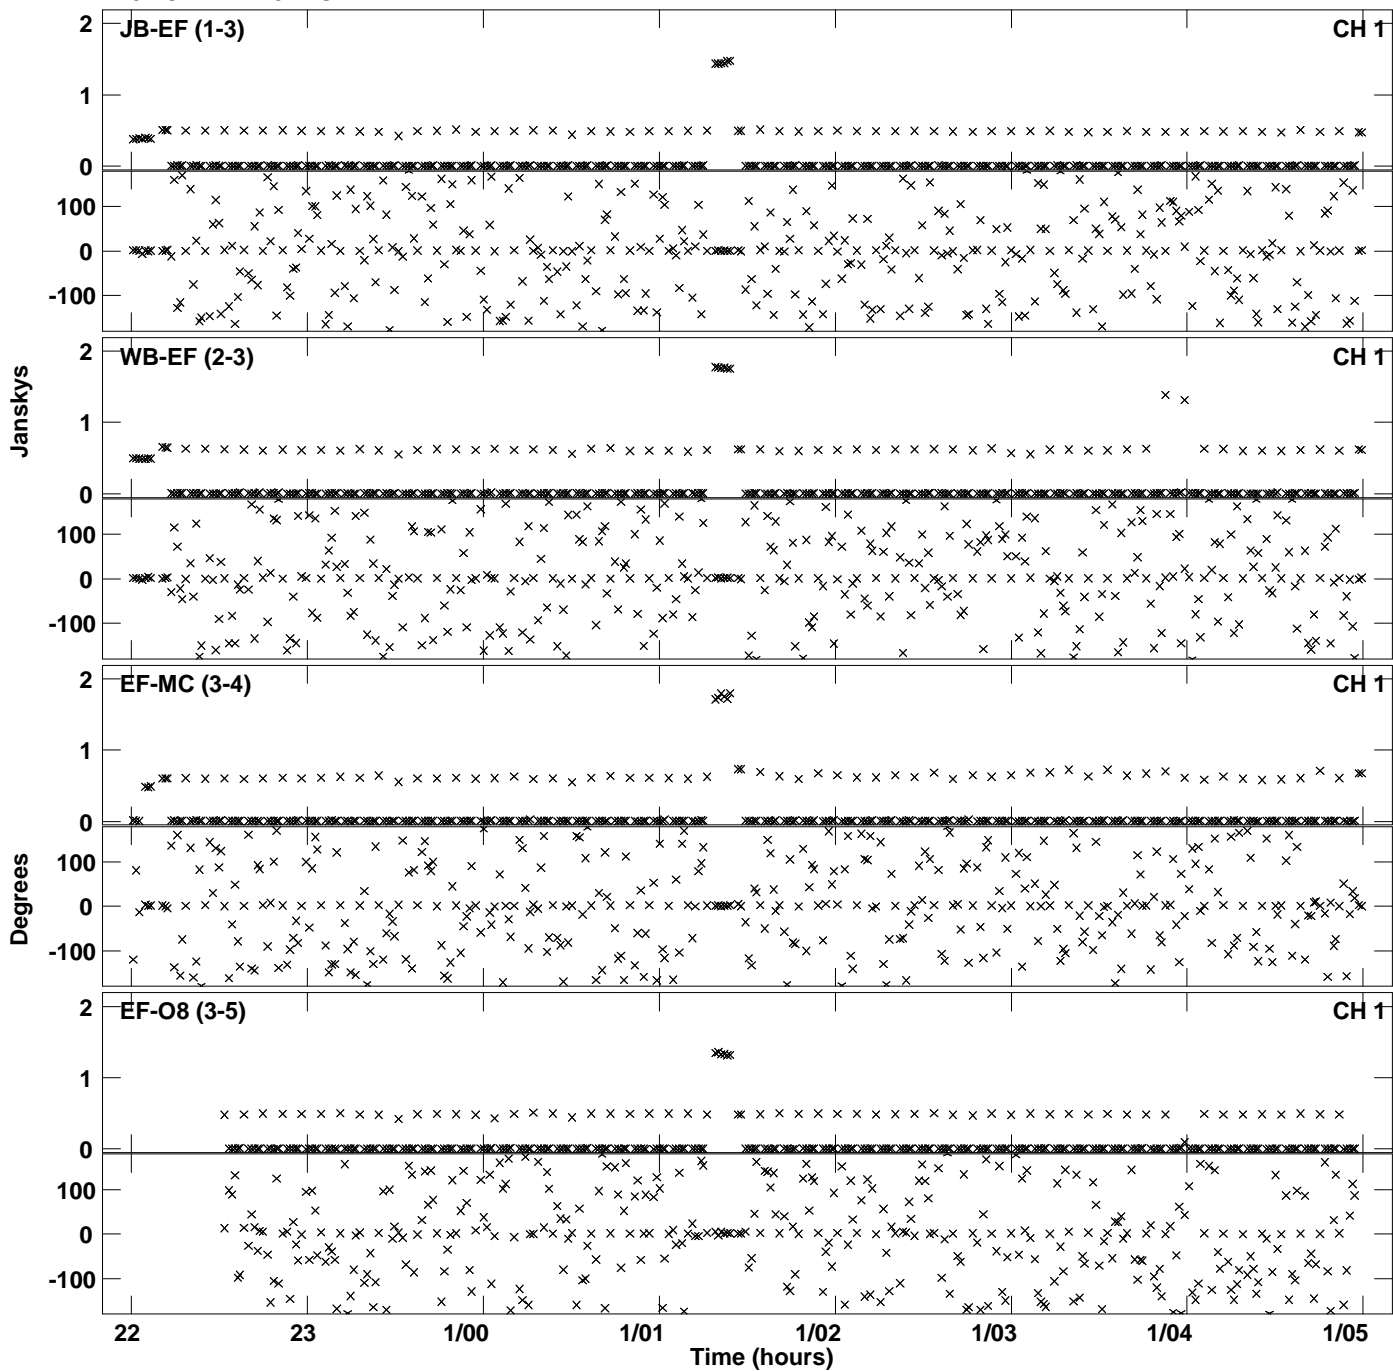 JB-EF (1-3)
CH 1
2
1
0
100
0
-100
WB-EF (2-3)
CH 1
2
1
0
100
0
-100
Janskys
EF-MC (3-4)
CH 1
2
1
0
100
0
-100
Degrees
EF-O8 (3-5)
CH 1
2
1
0
100
0
-100
22 23 1/00 1/01 1/02 1/03 1/04 1/05
Time (hours)